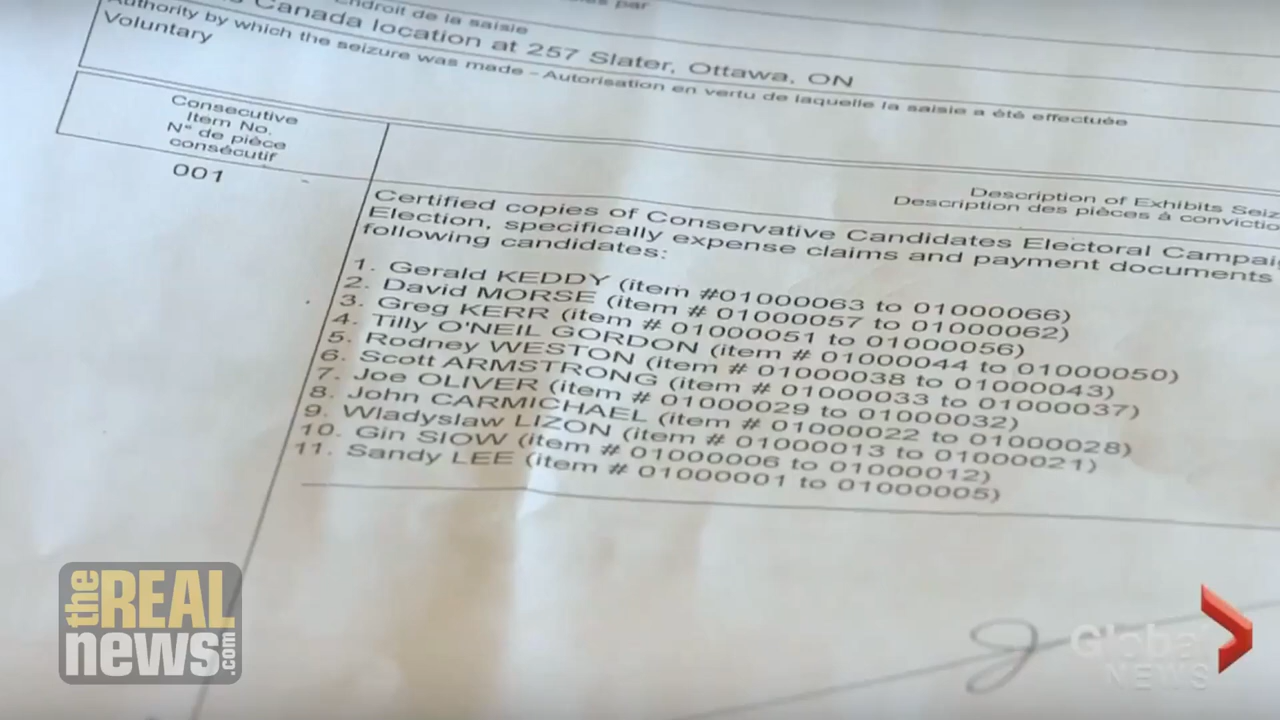 par
Endroit de la saisie
Canada location at 257 Slater, Ottawa, ON
Authority by which the seizure was made - Autorisation en vertu de laquelle la saisie a été effectuée
Voluntary
Consecutive
Item No.
N° de pièce
consécutif
Description of Exhibits
Description des pièces à
001
Certified copies of Conservative Candidates Electoral
Election, specifically expense claims and payment documents
following candidates:
1. Gerald KEDDY (item #01000063 to 01000066)
2. David MORSE (item # 01000057 to 01000062)
3. Greg KERR (item # 01000051 to 01000056)
4. Tilly O'NEIL GORDON (item # 01000044 to 01000050)
5. Rodney WESTON (item # 01000038 to 01000043)
6. Scott ARMSTRONG (item # 01000033 to 01000037)
7. Joe OLIVER (item # 01000029 to 01000032)
8. John CARMICHAEL (item # 01000022 to 01000028)
9. Wladyslaw LIZON (item # 01000013 to 01000021)
10. Gin SIOW (item # 01000006 to 01000012)
11. Sandy LEE (item # 01000001 to 01000005)
the REAL
news.com
Global
NEWS